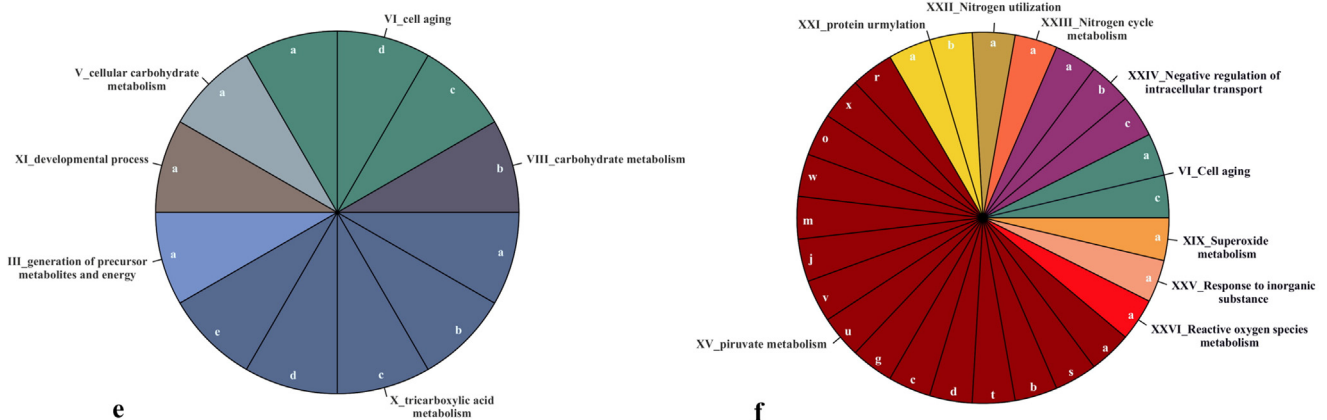 VI_cell aging
a
d
c
b
a
b
c
d
e
a
a
a
V_cellular carbohydrate
metabolism
XI_developmental process
VIII_carbohydrate metabolism
III_generation of precursor
metabolites and energy
X_tricarboxylic acid
metabolism
e
XXII_Nitrogen utilization
XXI_protein urmylation
XXIII_Nitrogen cycle
metabolism
XXIV_Negative regulation of
intracellular transport
VI_Cell aging
XIX_Superoxide
metabolism
XXV_Response to inorganic
substance
XXVI_Reactive oxygen species
metabolism
XV_piruvate metabolism
r
a
b
a
a
a
b
c
a
c
a
a
a
a
s
b
t
d
c
g
u
v
j
m
w
o
x
f